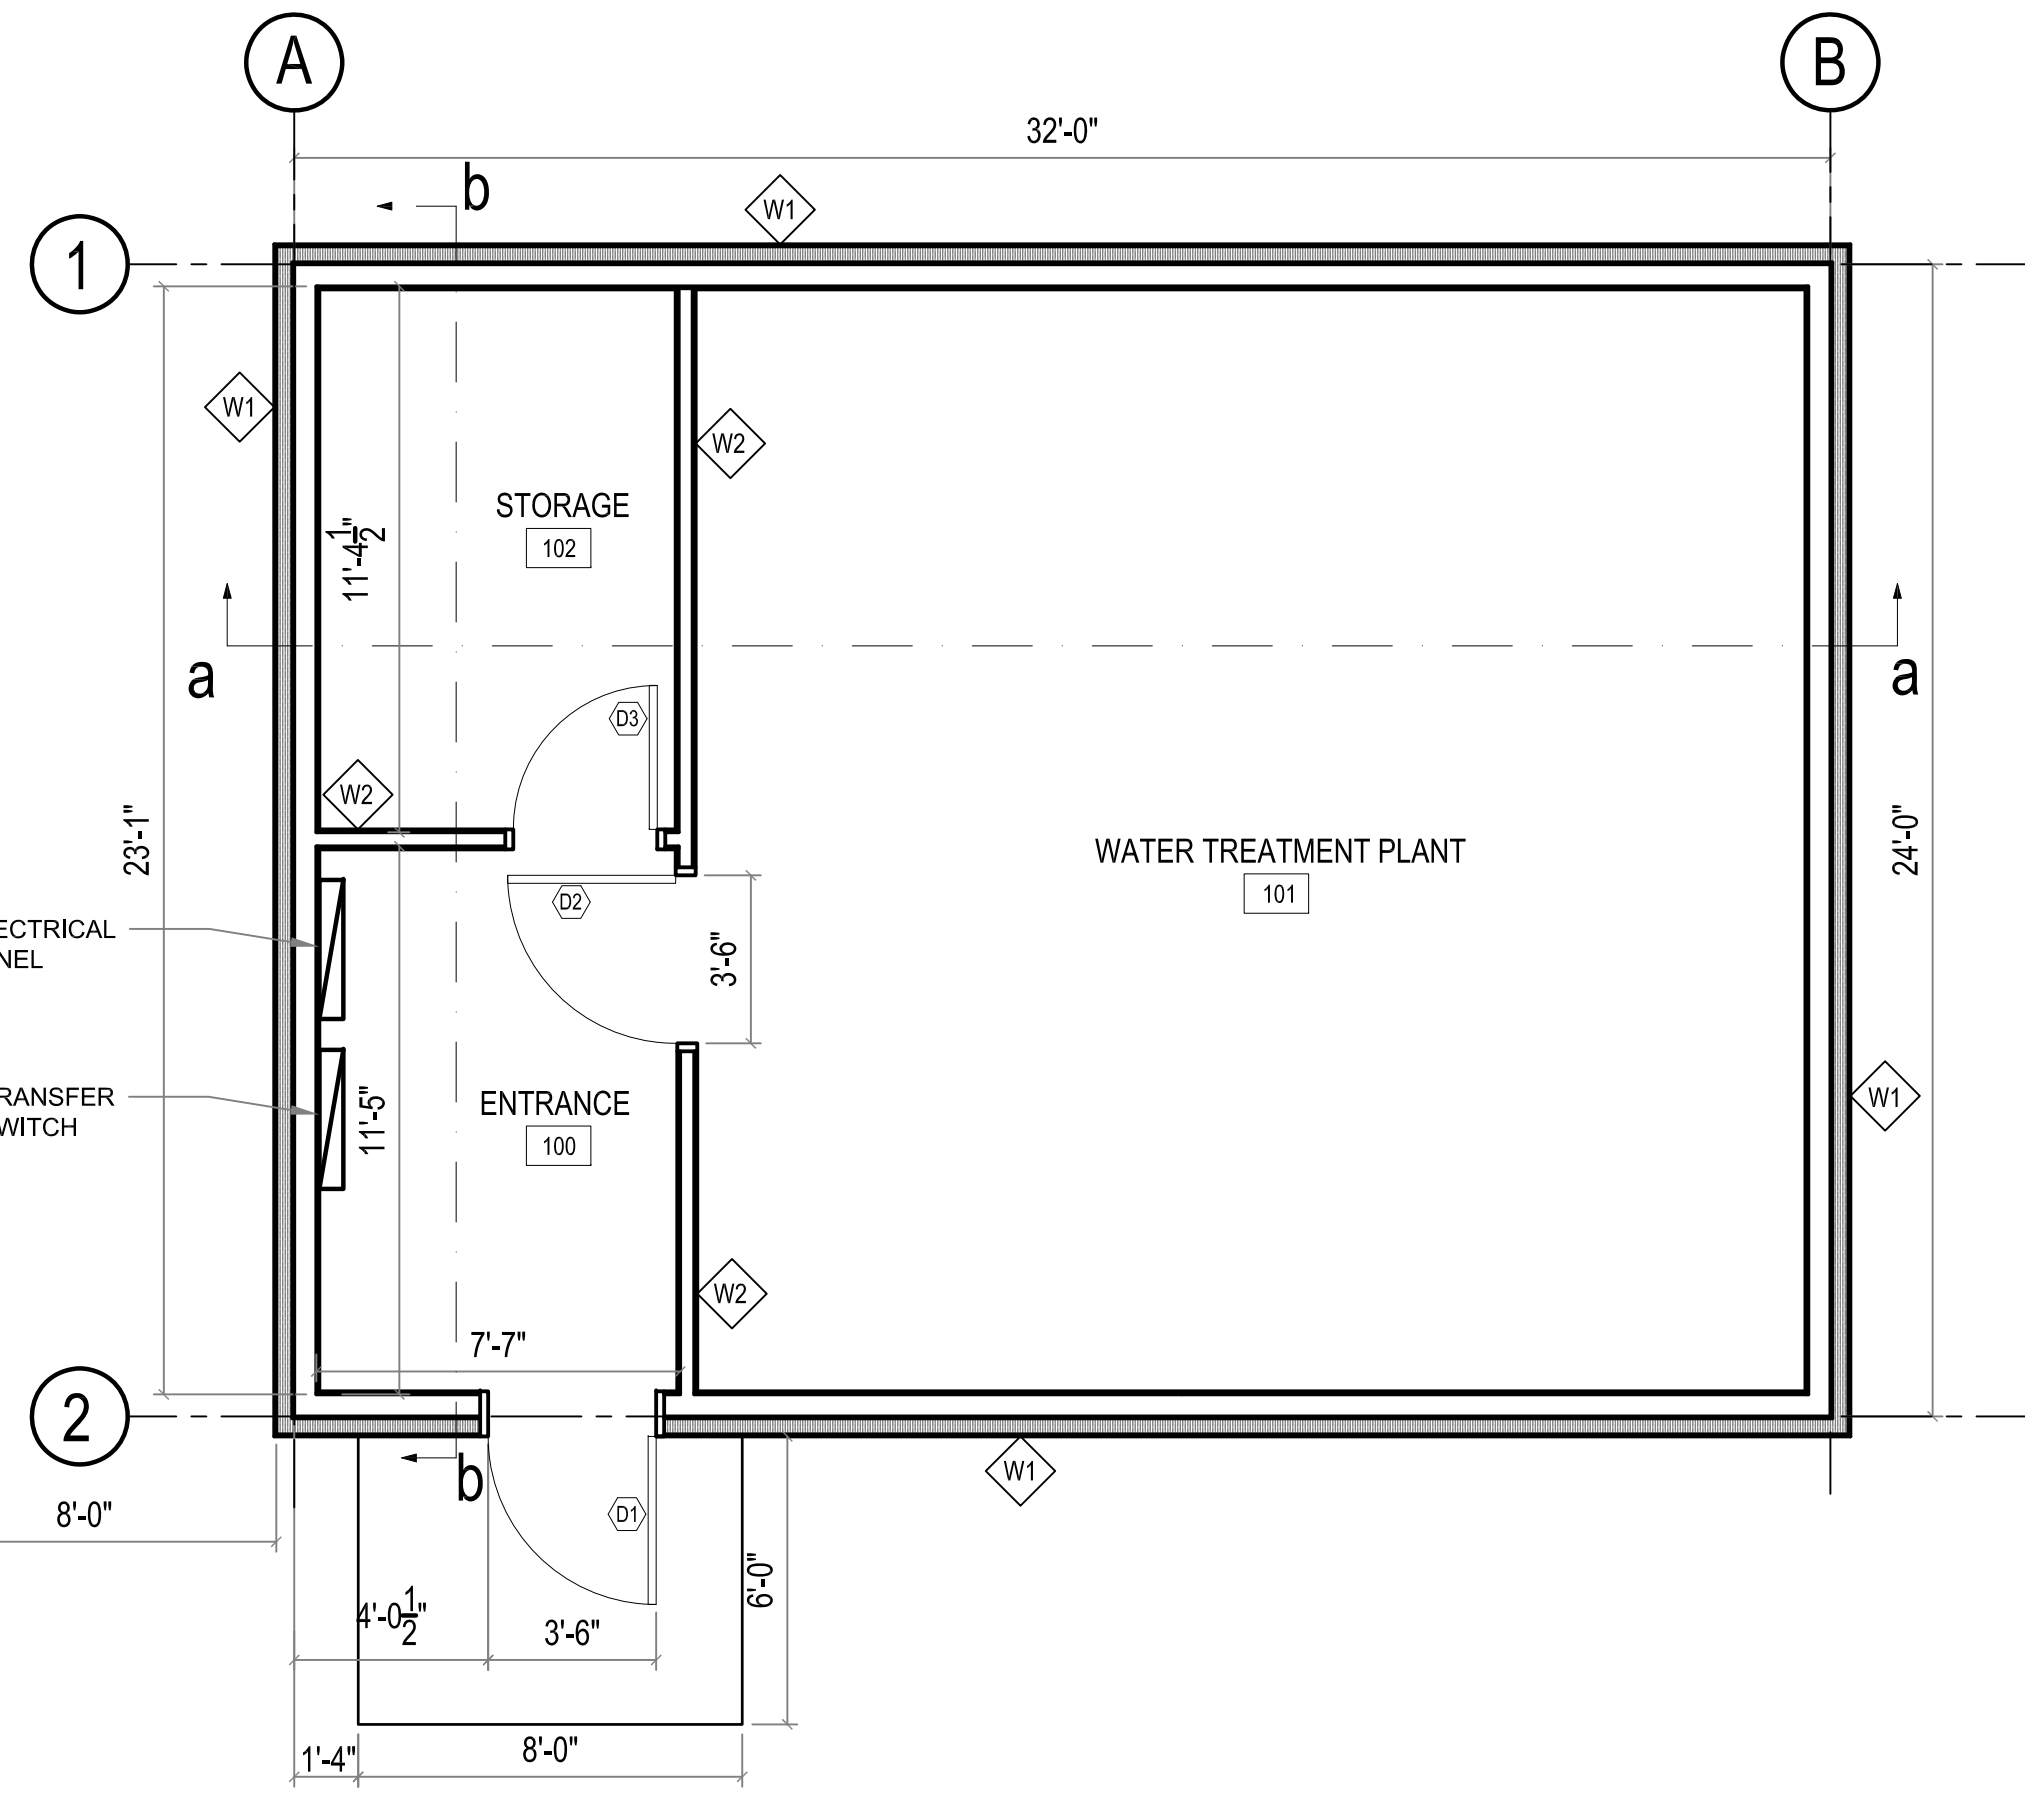 A
B
32'-0"
b
W1
1
W1
W2
STORAGE
102
11'-4 1/2"
a
a
D3
W2
23'-1"
WATER TREATMENT PLANT
101
24'-0"
D2
ECTRICAL
NEL
3'-6"
RANSFER
WITCH
11'-5"
ENTRANCE
100
W1
W2
7'-7"
2
b
W1
8'-0"
D1
4'-0 1/2"
3'-6"
6'-0"
1'-4"
8'-0"